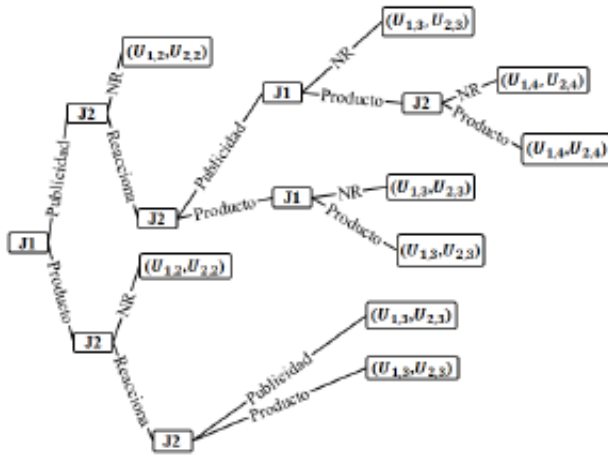 (U1,3, U2,3)
(U1,2,U2,2)
NR
NR
J1
Producto
J2
NR
(U1,4, U2,4)
J2
Producto
(U1,4,U2,4)
Publicidad
Reacciona
Publicidad
J2
Producto
J1
NR
(U1,3,U2,3)
Producto
(U1,3,U2,3)
J1
(U1,2,U2,2)
Producto
NR
J2
(U1,3,U2,3)
Reacciona
Publicidad
(U1,3,U2,3)
Producto
J2